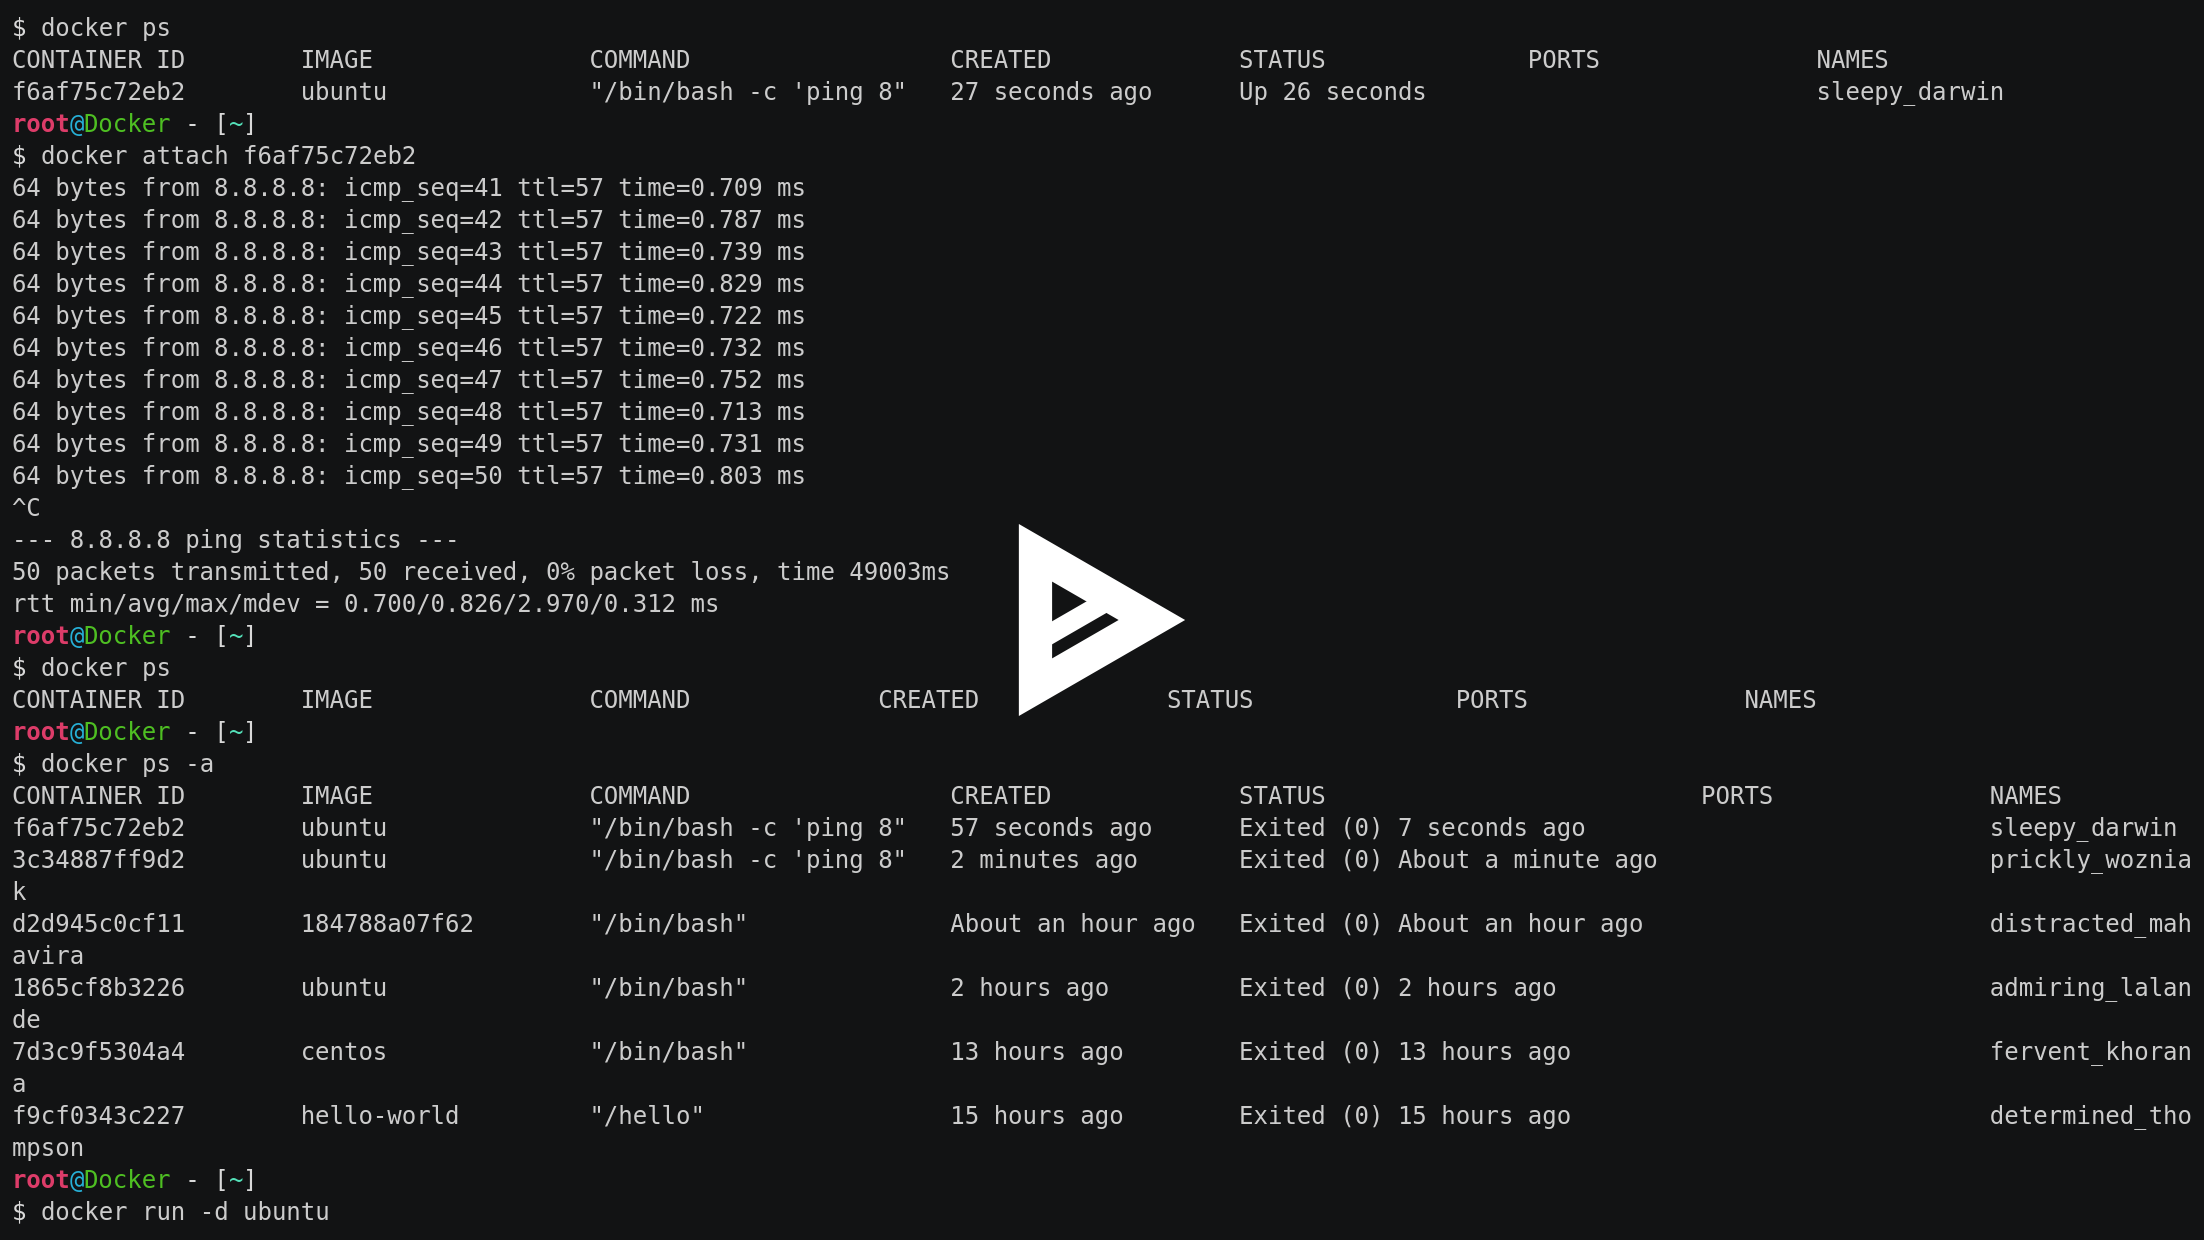 $ docker ps
CONTAINER ID        IMAGE               COMMAND                  CREATED             STATUS              PORTS               NAMES
f6af75c72eb2        ubuntu              "/bin/bash -c 'ping 8"   27 seconds ago      Up 26 seconds                           sleepy_darwin
root@Docker - [~]
$ docker attach f6af75c72eb2
64 bytes from 8.8.8.8: icmp_seq=41 ttl=57 time=0.709 ms
64 bytes from 8.8.8.8: icmp_seq=42 ttl=57 time=0.787 ms
64 bytes from 8.8.8.8: icmp_seq=43 ttl=57 time=0.739 ms
64 bytes from 8.8.8.8: icmp_seq=44 ttl=57 time=0.829 ms
64 bytes from 8.8.8.8: icmp_seq=45 ttl=57 time=0.722 ms
64 bytes from 8.8.8.8: icmp_seq=46 ttl=57 time=0.732 ms
64 bytes from 8.8.8.8: icmp_seq=47 ttl=57 time=0.752 ms
64 bytes from 8.8.8.8: icmp_seq=48 ttl=57 time=0.713 ms
64 bytes from 8.8.8.8: icmp_seq=49 ttl=57 time=0.731 ms
64 bytes from 8.8.8.8: icmp_seq=50 ttl=57 time=0.803 ms
^C
--- 8.8.8.8 ping statistics ---
50 packets transmitted, 50 received, 0% packet loss, time 49003ms
rtt min/avg/max/mdev = 0.700/0.826/2.970/0.312 ms
root@Docker - [~]
$ docker ps
CONTAINER ID        IMAGE               COMMAND             CREATED             STATUS              PORTS               NAMES
root@Docker - [~]
$ docker ps -a
CONTAINER ID        IMAGE               COMMAND                  CREATED             STATUS                          PORTS               NAMES
f6af75c72eb2        ubuntu              "/bin/bash -c 'ping 8"   57 seconds ago      Exited (0) 7 seconds ago                            sleepy_darwin
3c34887ff9d2        ubuntu              "/bin/bash -c 'ping 8"   2 minutes ago       Exited (0) About a minute ago                       prickly_woznia
k
d2d945c0cf11        184788a07f62        "/bin/bash"              About an hour ago   Exited (0) About an hour ago                        distracted_mah
avira
1865cf8b3226        ubuntu              "/bin/bash"              2 hours ago         Exited (0) 2 hours ago                              admiring_lalan
de
7d3c9f5304a4        centos              "/bin/bash"              13 hours ago        Exited (0) 13 hours ago                             fervent_khoran
a
f9cf0343c227        hello-world         "/hello"                 15 hours ago        Exited (0) 15 hours ago                             determined_tho
mpson
root@Docker - [~]
$ docker run -d ubuntu